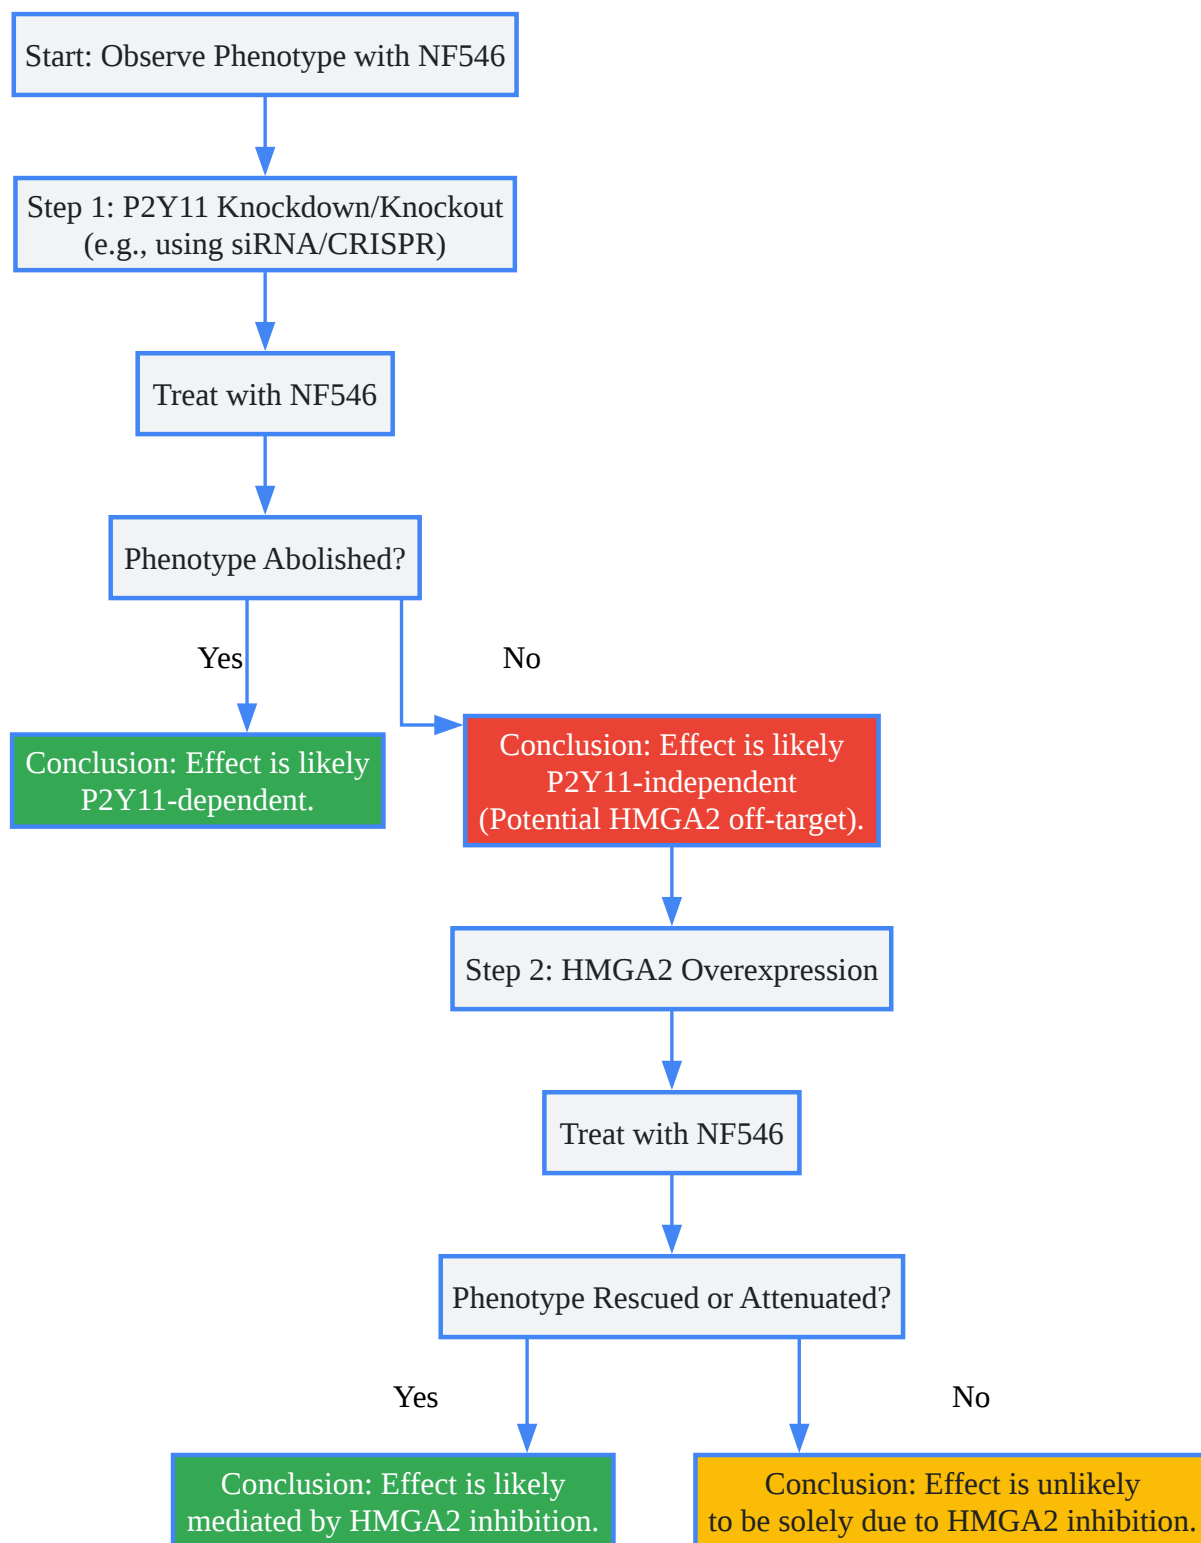 Start: Observe Phenotype with NF546
Step 1: P2Y11 Knockdown/Knockout
(e.g., using siRNA/CRISPR)
Treat with NF546
Phenotype Abolished?
Yes
No
Conclusion: Effect is likely
P2Y11-dependent.
Conclusion: Effect is likely
P2Y11-independent
(Potential HMGA2 off-target).
Step 2: HMGA2 Overexpression
Treat with NF546
Phenotype Rescued or Attenuated?
Yes
No
Conclusion: Effect is likely
mediated by HMGA2 inhibition.
Conclusion: Effect is unlikely
to be solely due to HMGA2 inhibition.